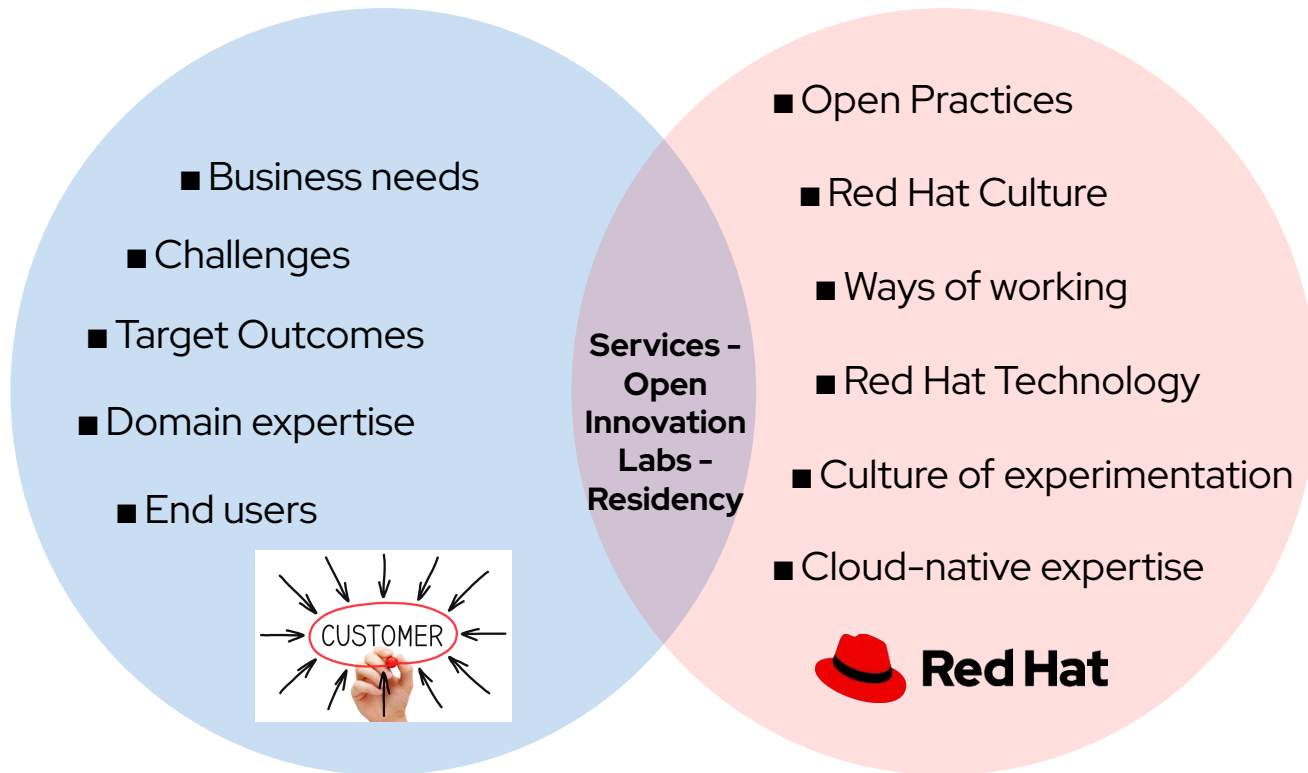 ■ Business needs
■ Challenges
■ Target Outcomes
■ Domain expertise
■ End users
CUSTOMER
Services -
Open
Innovation
Labs -
Residency
■ Open Practices
■ Red Hat Culture
■ Ways of working
■ Red Hat Technology
■ Culture of experimentation
■ Cloud-native expertise
Red Hat